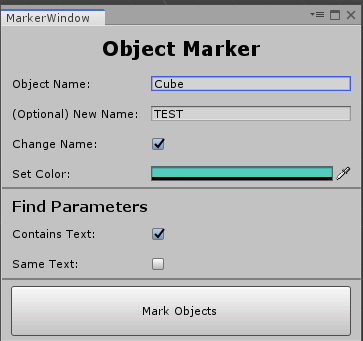 MarkerWindow
Object Marker
Object Name: Cube
(Optional) New Name: TEST
Change Name:
Set Color:
Find Parameters
Contains Text:
Same Text:
Mark Objects